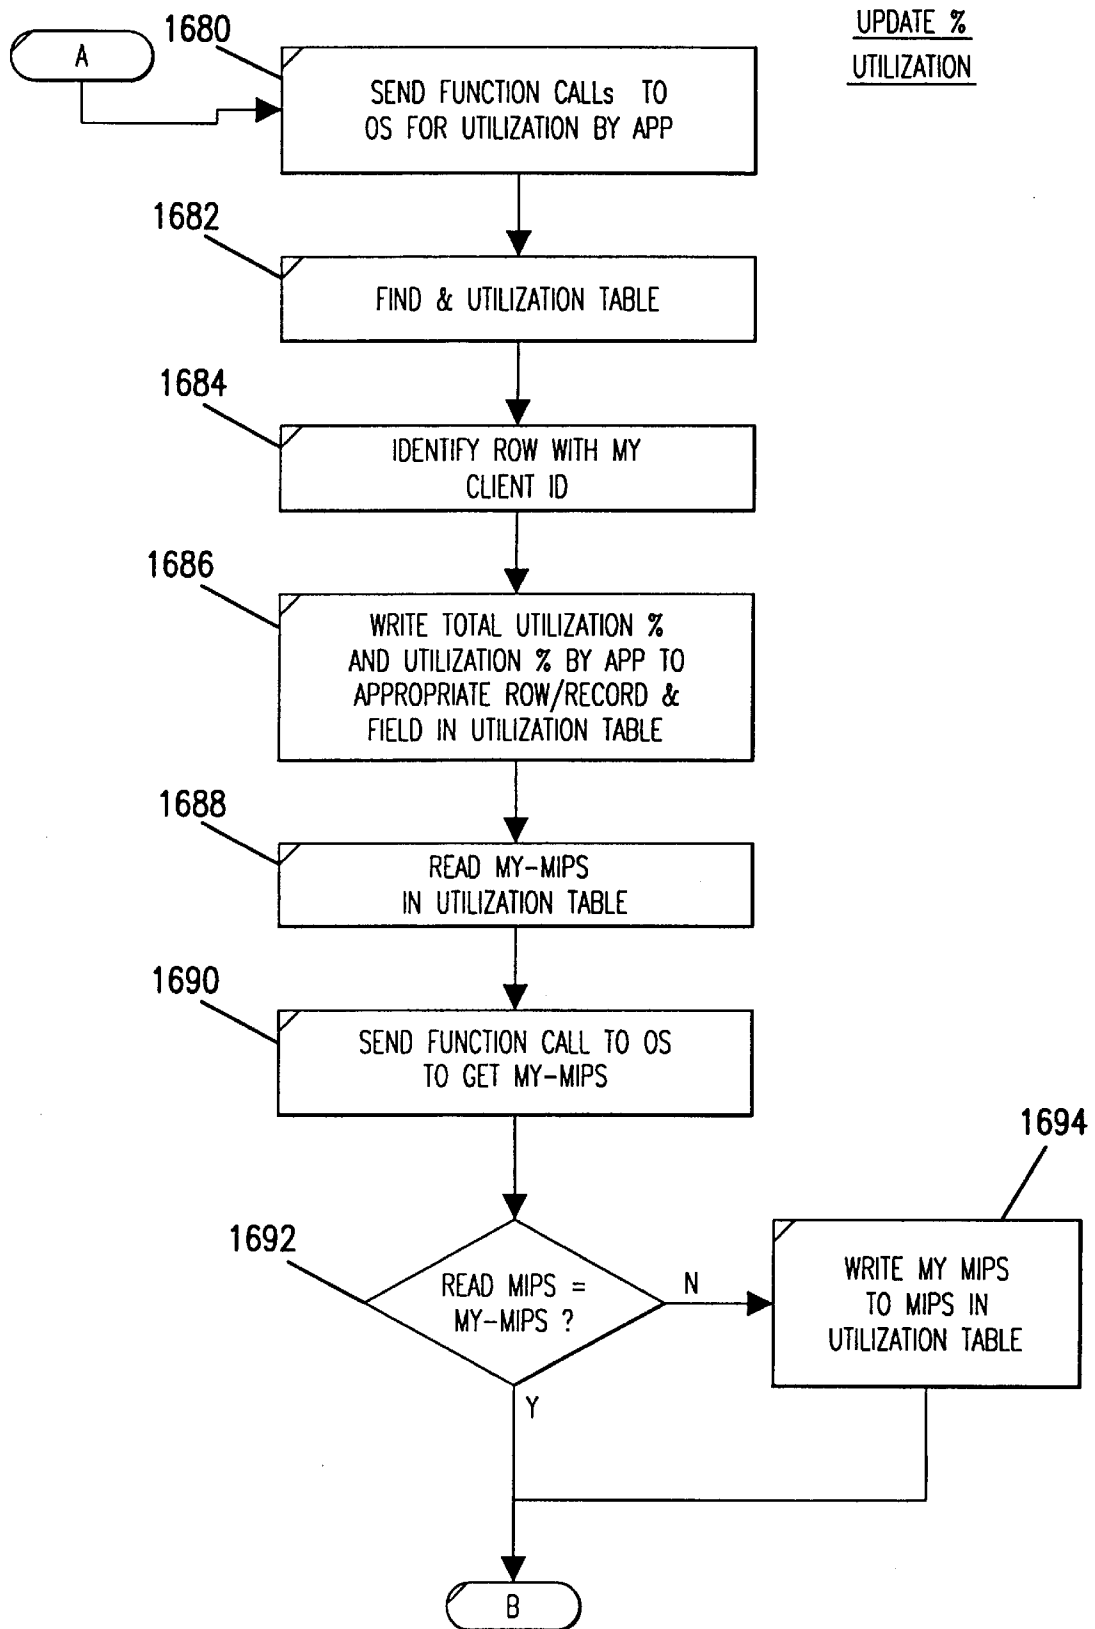 UPDATE %
UTILIZATION
A
1680
SEND FUNCTION CALLs TO
OS FOR UTILIZATION BY APP
1682
FIND & UTILIZATION TABLE
1684
IDENTIFY ROW WITH MY
CLIENT ID
1686
WRITE TOTAL UTILIZATION %
AND UTILIZATION % BY APP TO
APPROPRIATE ROW/RECORD &
FIELD IN UTILIZATION TABLE
1688
READ MY-MIPS
IN UTILIZATION TABLE
1690
SEND FUNCTION CALL TO OS
TO GET MY-MIPS
1692
READ MIPS =
MY-MIPS ?
N
1694
WRITE MY MIPS
TO MIPS IN
UTILIZATION TABLE
Y
B